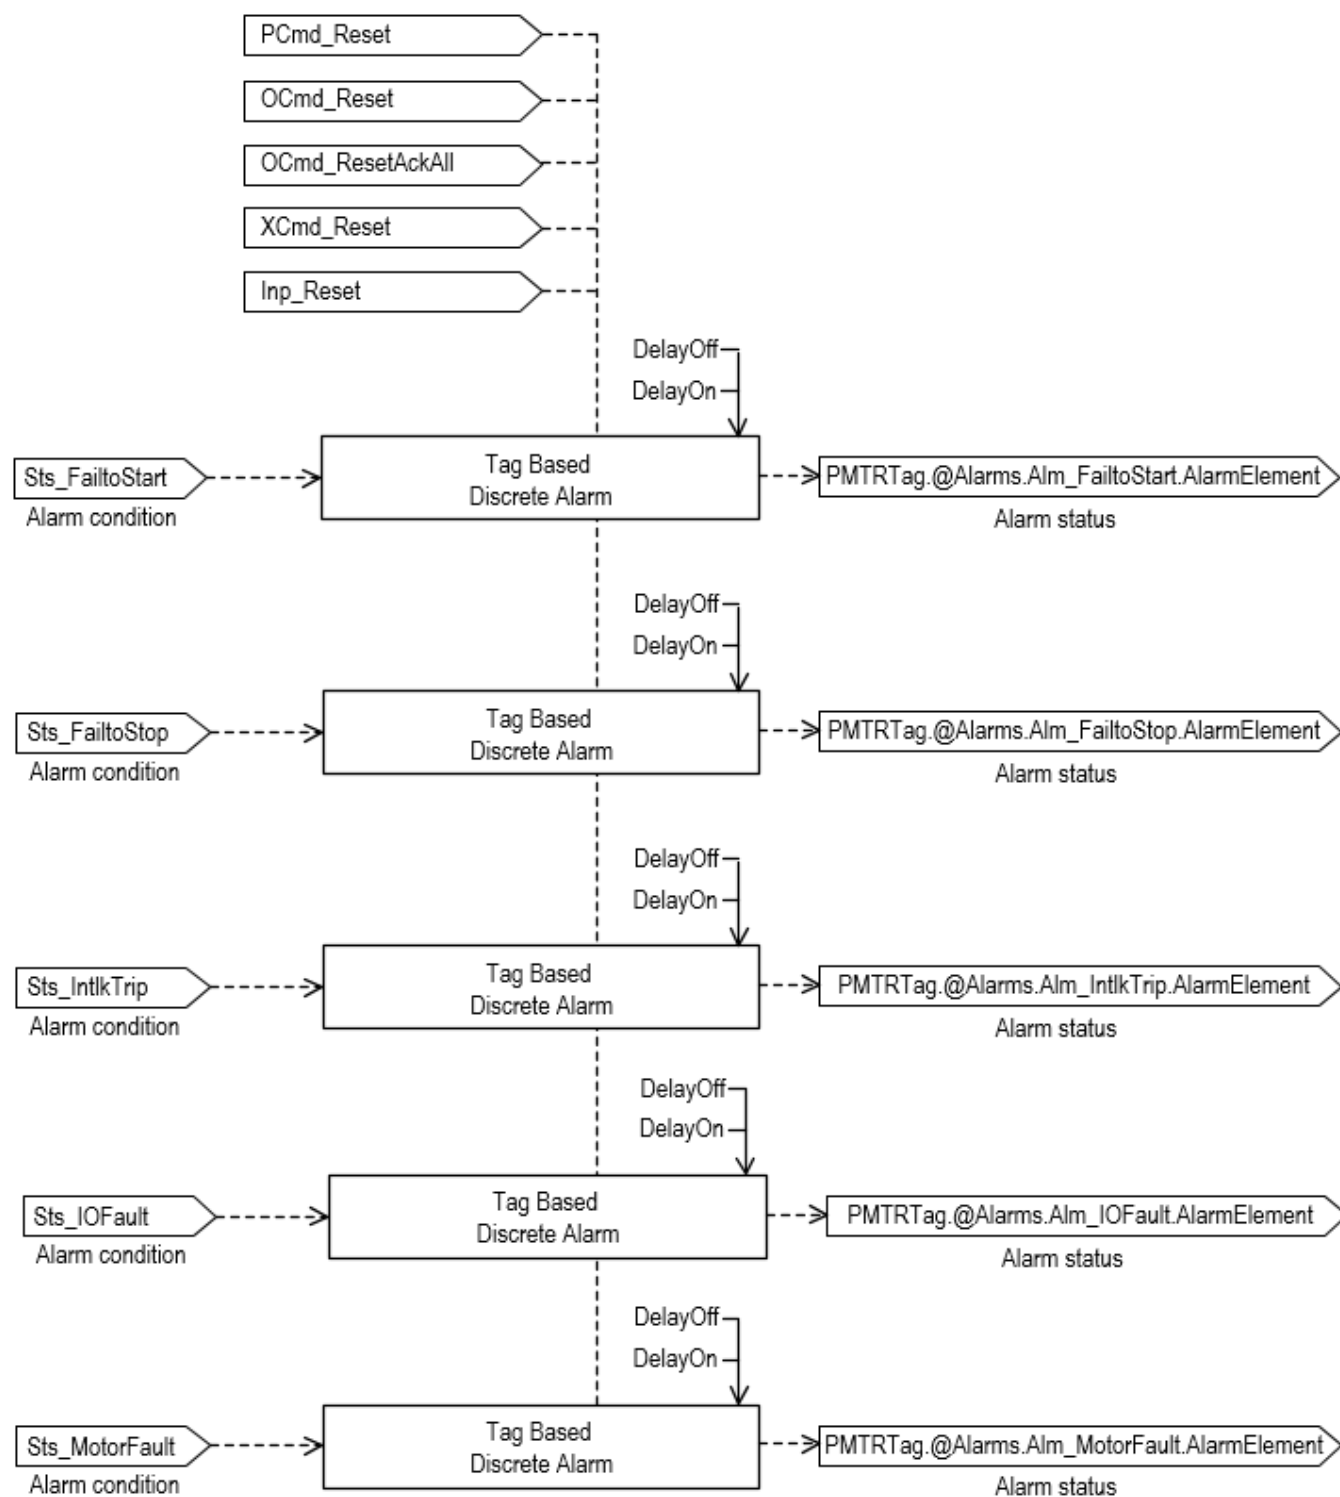 PCmd_Reset
OCmd_Reset
OCmd_ResetAckAll
XCmd_Reset
Inp_Reset
DelayOff
DelayOn
Sts_FailtoStart
Alarm condition
Tag Based
Discrete Alarm
PMTRTag.@Alarms.Alm_FailtoStart.AlarmElement
Alarm status
DelayOff
DelayOn
Sts_FailtoStop
Alarm condition
Tag Based
Discrete Alarm
PMTRTag.@Alarms.Alm_FailtoStop.AlarmElement
Alarm status
DelayOff
DelayOn
Sts_IntlkTrip
Alarm condition
Tag Based
Discrete Alarm
PMTRTag.@Alarms.Alm_IntlkTrip.AlarmElement
Alarm status
DelayOff
DelayOn
Sts_IOFault
Alarm condition
Tag Based
Discrete Alarm
PMTRTag.@Alarms.Alm_IOFault.AlarmElement
Alarm status
DelayOff
DelayOn
Sts_MotorFault
Alarm condition
Tag Based
Discrete Alarm
PMTRTag.@Alarms.Alm_MotorFault.AlarmElement
Alarm status